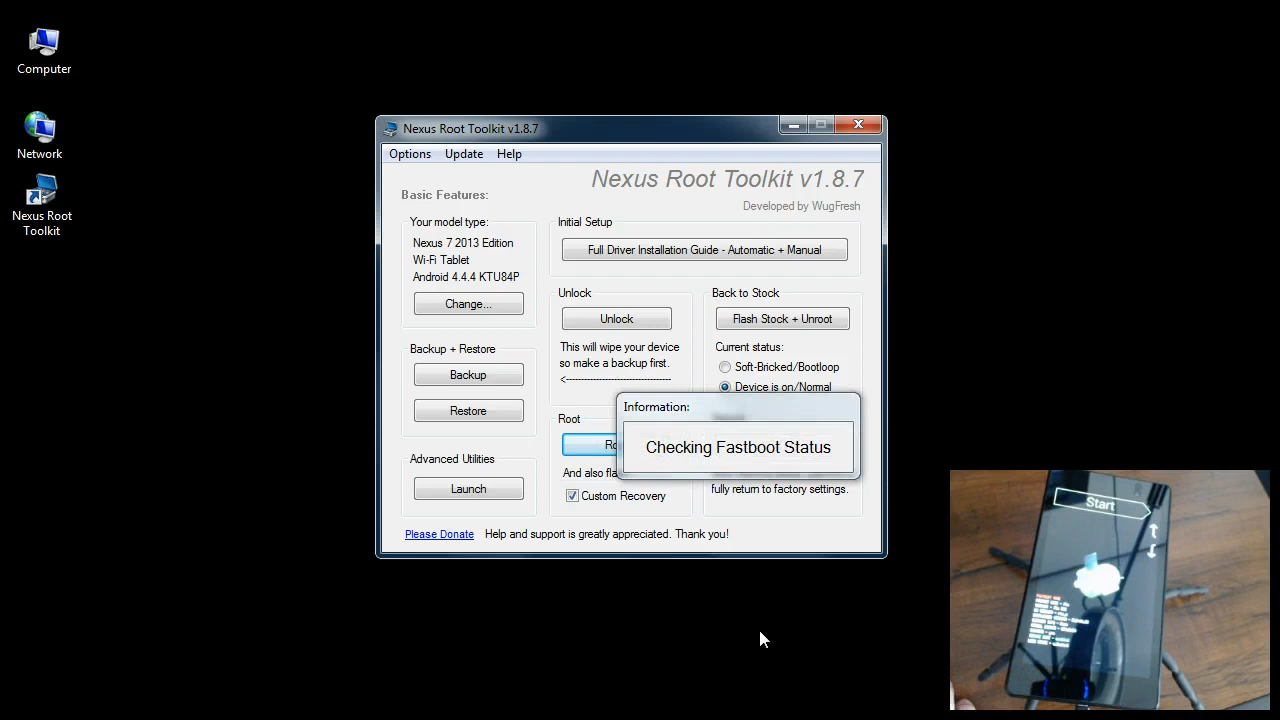 Computer
Network
Nexus Root
Toolkit
Nexus Root Toolkit v1.8.7
Options Update Help
Nexus Root Toolkit v1.8.7
Developed by WugFresh
Basic Features:
Your model type:
Nexus 7 2013 Edition
Wi-Fi Tablet
Android 4.4.4 KTU84P
Change...
Backup + Restore
Backup
Restore
Advanced Utilities
Launch
Initial Setup
Full Driver Installation Guide - Automatic + Manual
Unlock
Unlock
This will wipe your device
so make a backup first.
<-----------------------------------
Root
And also
Custom Recovery
Back to Stock
Flash Stock + Unroot
Current status:
Soft-Bricked/Bootloop
Device is on/Normal
Information:
Checking Fastboot Status
fully return to factory settings.
Please Donate Help and support is greatly appreciated. Thank you!
Start